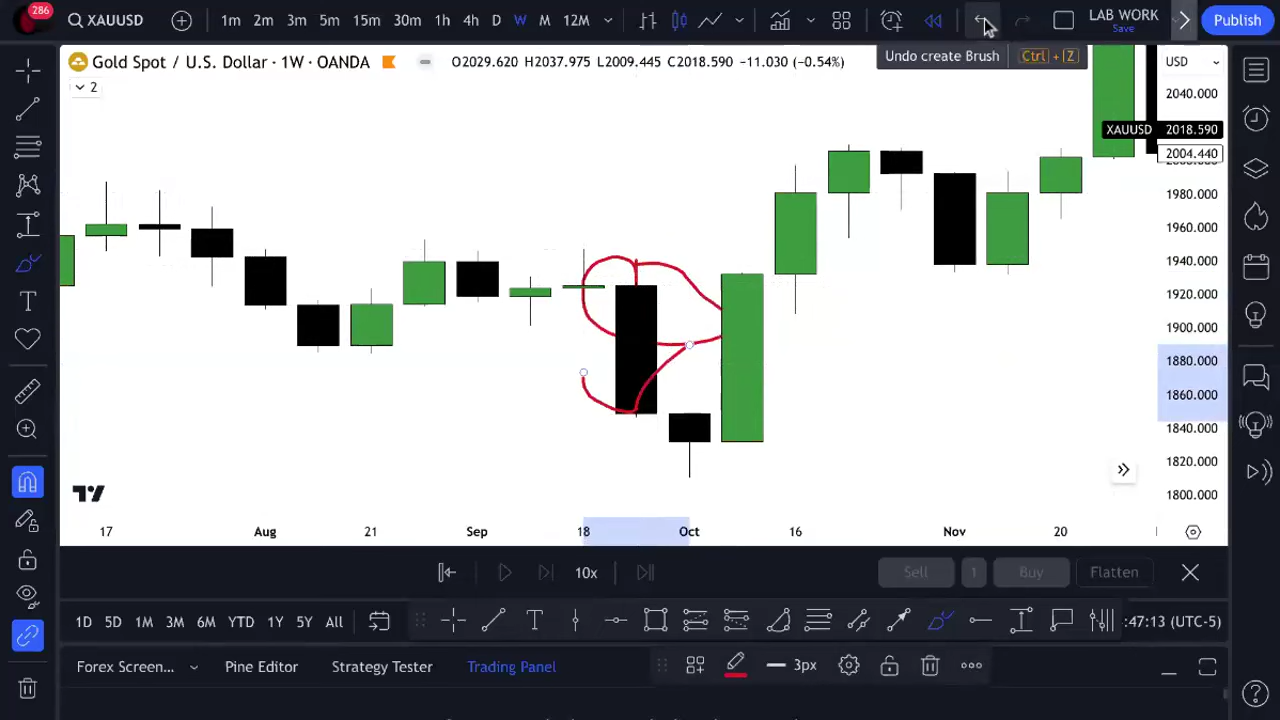 286
XAUUSD
1m 2m 3m 5m 15m 30m 1h 4h D W M 12M
LAB WORK
Save
Publish
Gold Spot / U.S. Dollar · 1W · OANDA
O2029.620 H2037.975 L2009.445 C2018.590 −11.030 (−0.54%)
2
Undo create Brush Ctrl + Z
USD
2040.000
XAUUSD 2018.590
2004.440
1980.000
1960.000
1940.000
1920.000
1900.000
1880.000
1860.000
1840.000
1820.000
1800.000
17 Aug 21 Sep 18 Oct 16 Nov 20
10x
Sell 1 Buy Flatten
1D 5D 1M 3M 6M YTD 1Y 5Y All
:47:13 (UTC-5)
Forex Screen... Pine Editor Strategy Tester Trading Panel
3px